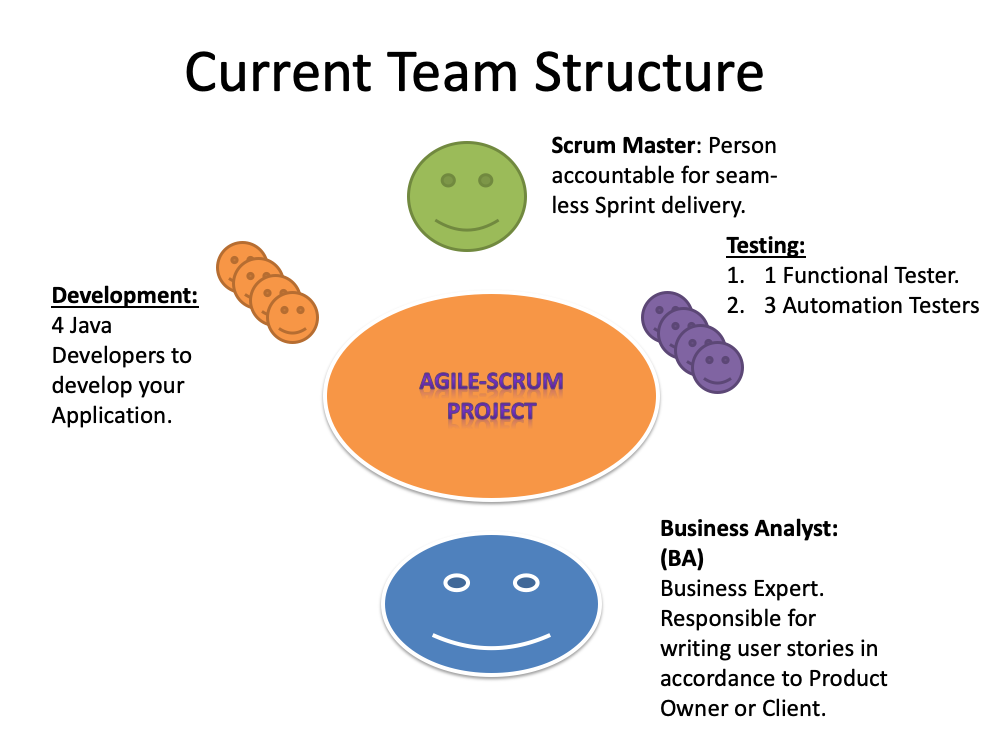 Current Team Structure
Scrum Master: Person
accountable for seam-
less Sprint delivery.
Testing:
1. 1 Functional Tester.
2. 3 Automation Testers
Development:
4 Java
Developers to
develop your
Application.
AGILE-SCRUM
PROJECT
Business Analyst:
(BA)
Business Expert.
Responsible for
writing user stories in
accordance to Product
Owner or Client.